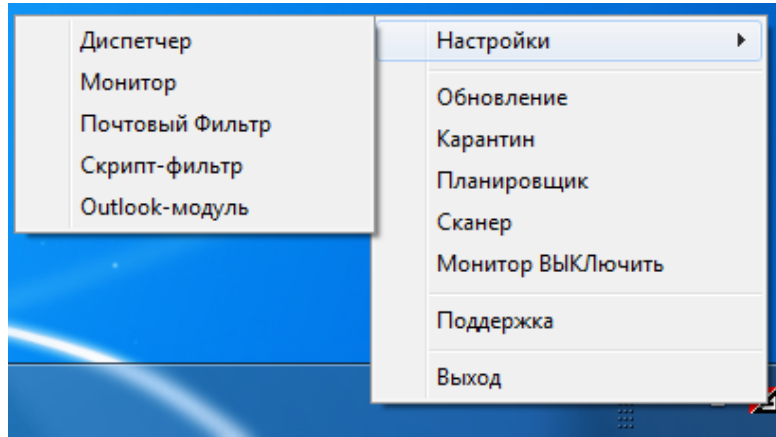 Диспетчер
Монитор
Почтовый Фильтр
Скрипт-фильтр
Outlook-модуль
Настройки
Обновление
Карантин
Планировщик
Сканер
Монитор ВЫКЛючить
Поддержка
Выход